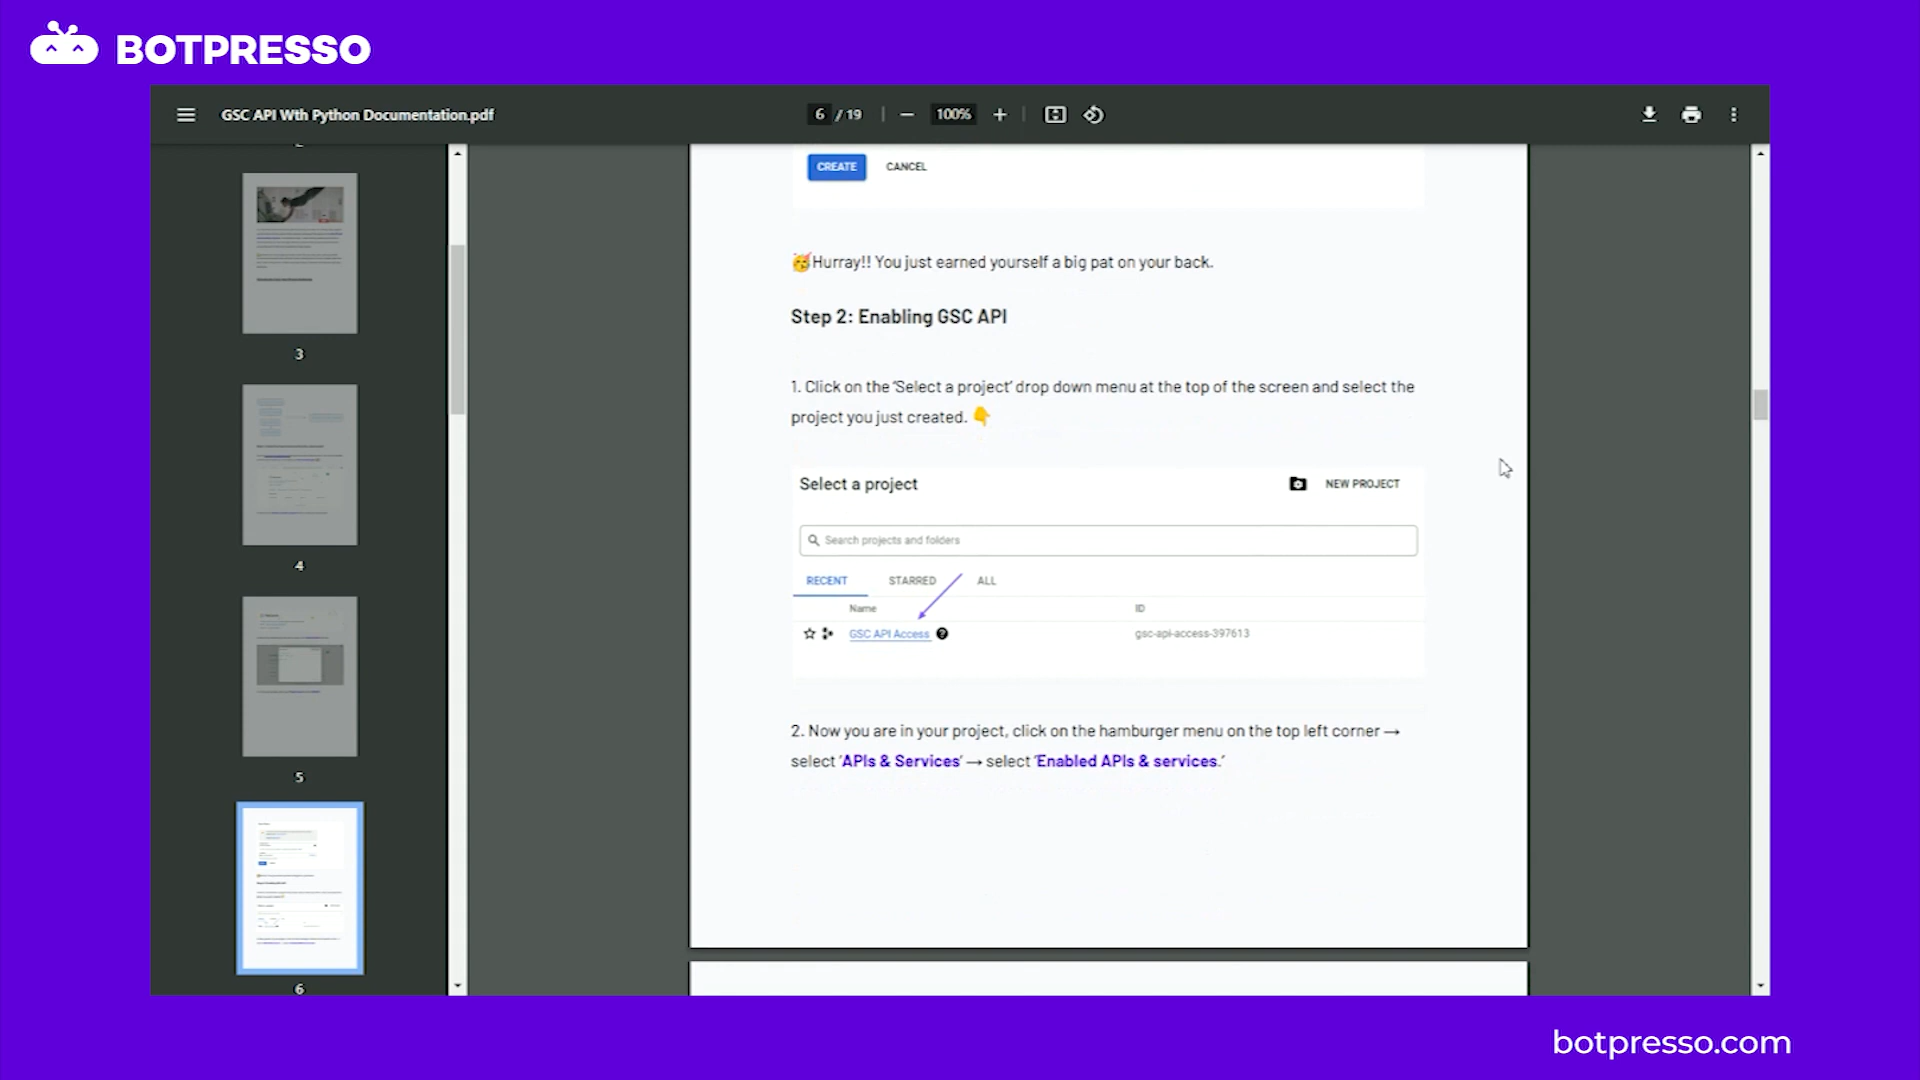 BOTPRESSO
GSC API Wth Python Documentation.pdf
6 / 19
100%
3
4
5
6
CREATE CANCEL
🥳Hurray!! You just earned yourself a big pat on your back.
Step 2: Enabling GSC API
1. Click on the ‘Select a project’ drop down menu at the top of the screen and select the
project you just created. 👇
Select a project NEW PROJECT
Search projects and folders
RECENT STARRED ALL
Name ID
GSC API Access gsc-api-access-397613
2. Now you are in your project, click on the hamburger menu on the top left corner →
select ‘APIs & Services’ → select ‘Enabled APIs & services.’
botpresso.com